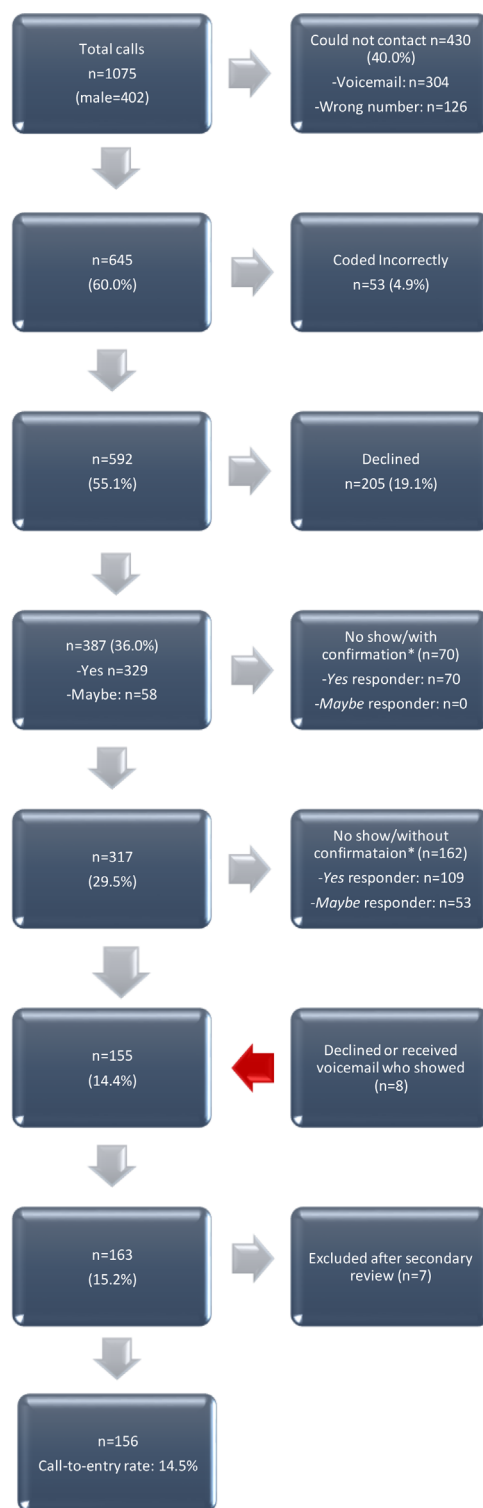 Total calls
n=1075
(male=402)
Could not contact n=430
(40.0%)
-Voicemail: n=304
-Wrong number: n=126
n=645
(60.0%)
Coded Incorrectly
n=53 (4.9%)
n=592
(55.1%)
Declined
n=205 (19.1%)
n=387 (36.0%)
-Yes n=329
-Maybe: n=58
No show/with
confirmation* (n=70)
-Yes responder: n=70
-Maybe responder: n=0
n=317
(29.5%)
No show/without
confirmataion* (n=162)
-Yes responder: n=109
-Maybe responder: n=53
n=155
(14.4%)
Declined or received
voicemail who showed
(n=8)
n=163
(15.2%)
Excluded after secondary
review (n=7)
n=156
Call-to-entry rate: 14.5%